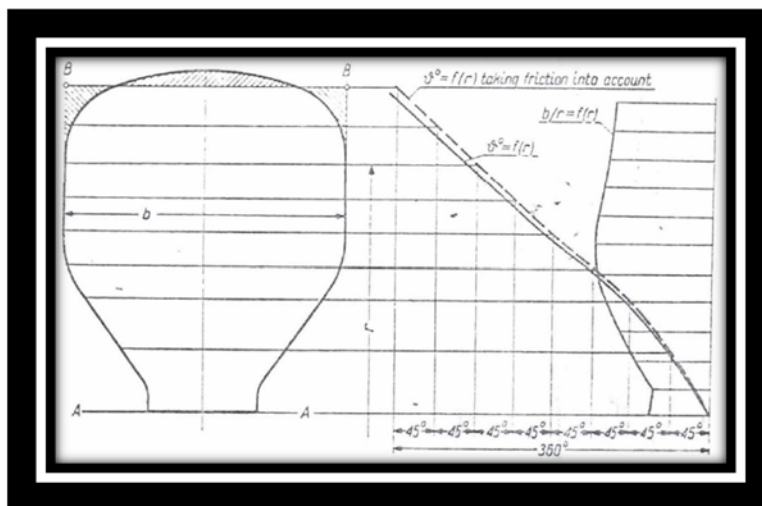 B
B
ϑ°=f(r) taking friction into account
b/r=f(r)
ϑ°=f(r)
b
r
A
A
45° 45° 45° 45° 45° 45° 45° 45°
360°